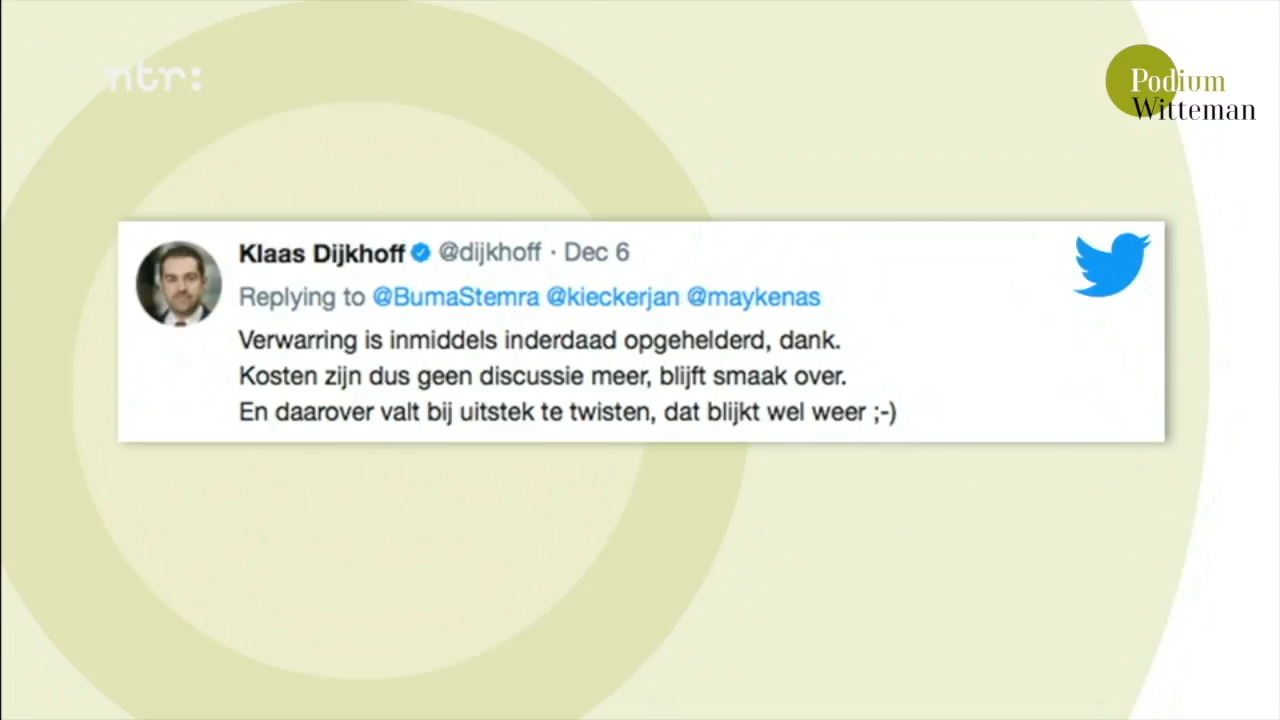 ntr:
Podium
Witteman
Klaas Dijkhoff @dijkhoff · Dec 6
Replying to @BumaStemra @kieckerjan @maykenas
Verwarring is inmiddels inderdaad opgehelderd, dank.
Kosten zijn dus geen discussie meer, blijft smaak over.
En daarover valt bij uitstek te twisten, dat blijkt wel weer ;-)